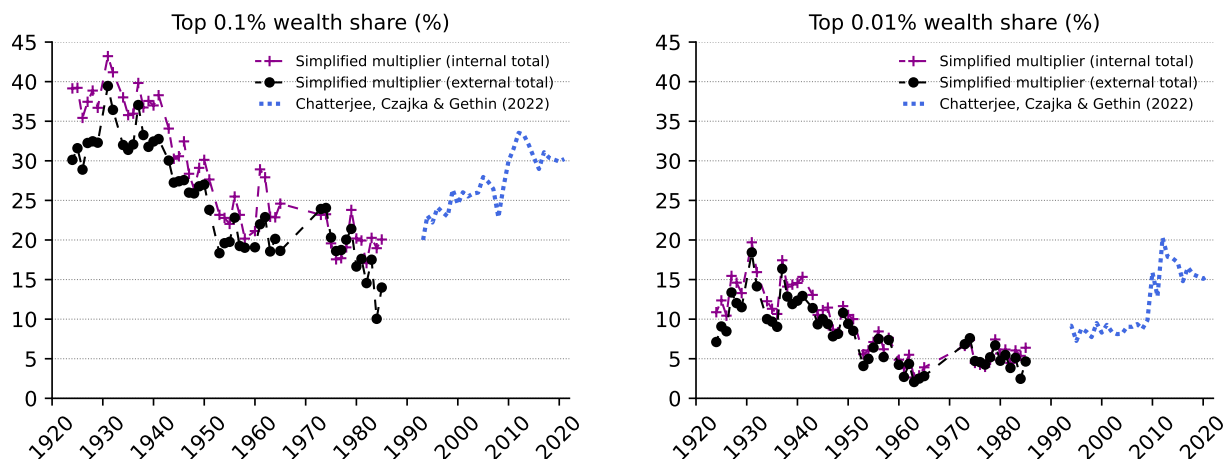 Top 0.1% wealth share (%)
45
40
35
30
25
20
15
10
5
0
Simplified multiplier (internal total)
Simplified multiplier (external total)
Chatterjee, Czajka & Gethin (2022)
1920 1930 1940 1950 1960 1970 1980 1990 2000 2010 2020
Top 0.01% wealth share (%)
45
40
35
30
25
20
15
10
5
0
Simplified multiplier (internal total)
Simplified multiplier (external total)
Chatterjee, Czajka & Gethin (2022)
1920 1930 1940 1950 1960 1970 1980 1990 2000 2010 2020